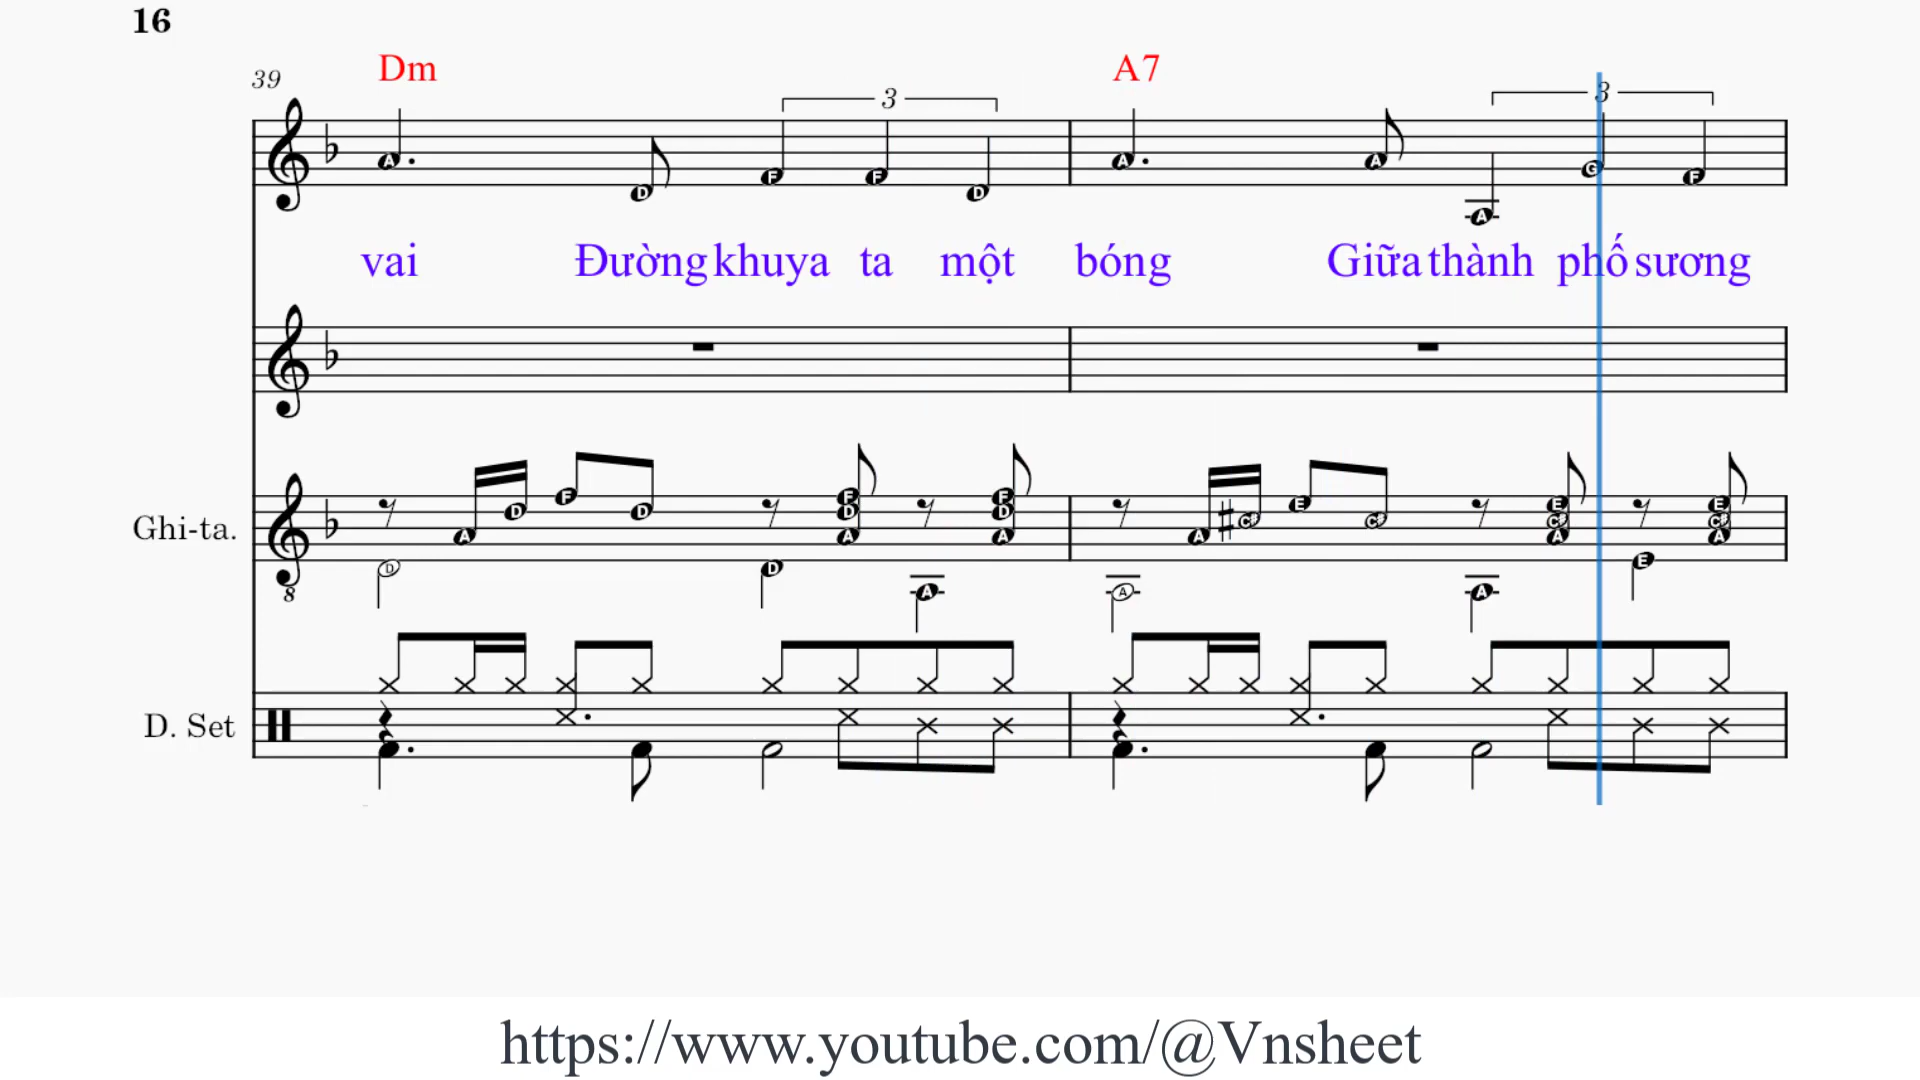 16
39
Dm A7
3 3
A D F F D A A A G F
vai Đường khuya ta một bóng Giữa thành phố sương
Ghi-ta.
A D F D F D A F D A A C# E C# E C# A E C# A
D D A A A E
8
D. Set
https://www.youtube.com/@Vnsheet